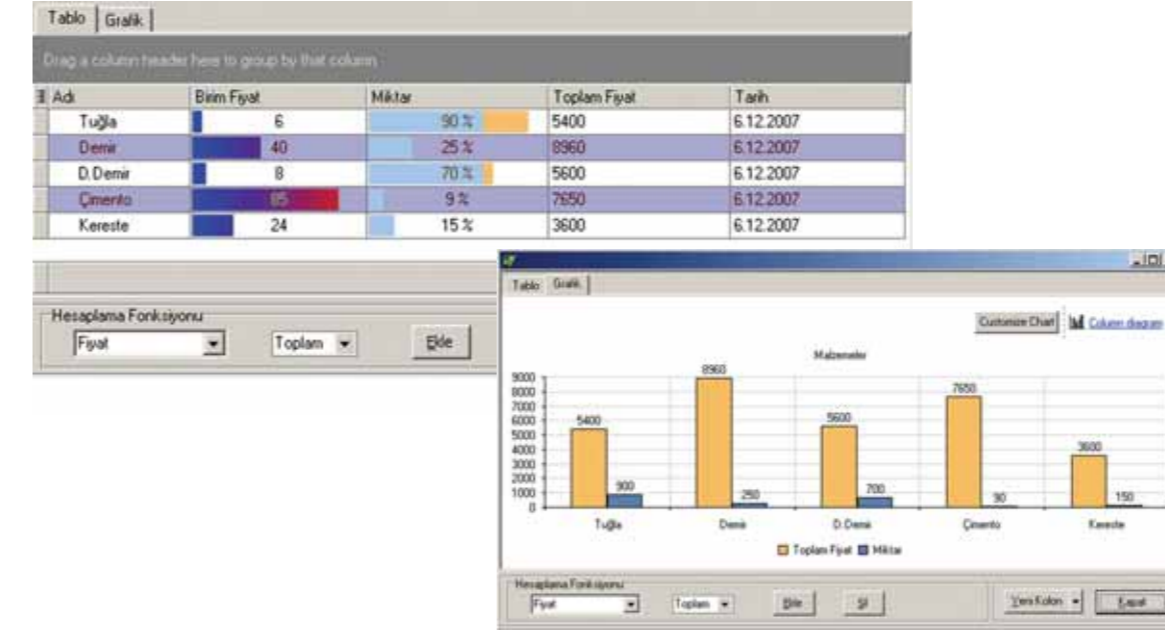 Tablo Grafik
Drag a column header here to group by that column
Adı Birim Fiyat Miktar Toplam Fiyat Tarih
Tuğla 6 90 % 5400 6.12.2007
Demir 40 25 % 8960 6.12.2007
D. Demir 8 70 % 5600 6.12.2007
Çimento 85 9 % 7650 6.12.2007
Kereste 24 15 % 3600 6.12.2007
Hesaplama Fonksiyonu
Fiyat Toplam Ekle
Tablo Grafik
Customize Chart Column diagram
Malzemeler
9000
8000
7000
6000
5000
4000
3000
2000
1000
0
5400 900
8960 250
5600 700
7650 90
3600 150
Tuğla Demir D.Demir Çimento Kereste
Toplam Fiyat Miktar
Hesaplama Fonksiyonu
Fiyat Toplam Ekle Sil Yeni Kolon Kapat